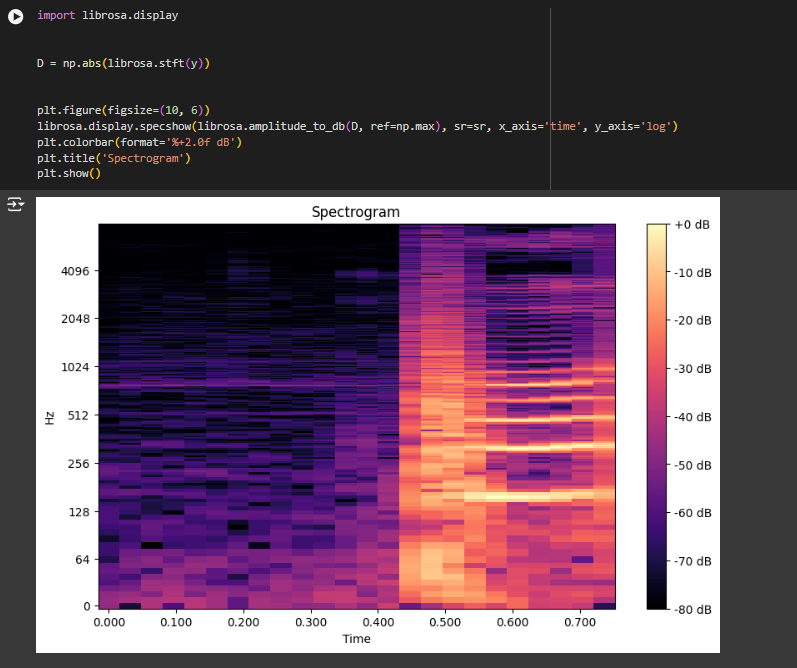 import librosa.display
D = np.abs(librosa.stft(y))
plt.figure(figsize=(10, 6))
librosa.display.specshow(librosa.amplitude_to_db(D, ref=np.max), sr=sr, x_axis='time', y_axis='log')
plt.colorbar(format='%+2.0f dB')
plt.title('Spectrogram')
plt.show()
Spectrogram
Hz
4096
2048
1024
512
256
128
64
0
0.000 0.100 0.200 0.300 0.400 0.500 0.600 0.700
Time
+0 dB
-10 dB
-20 dB
-30 dB
-40 dB
-50 dB
-60 dB
-70 dB
-80 dB